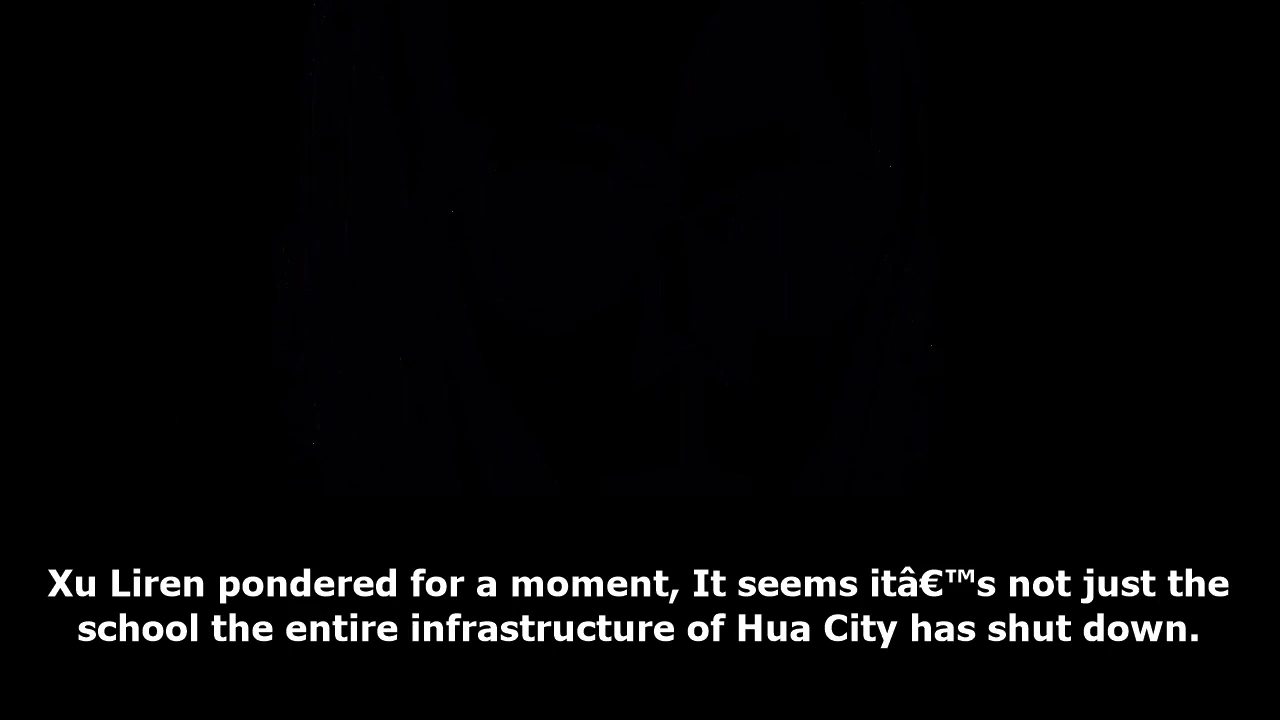 Xu Liren pondered for a moment, It seems itâ€™s not just the
school the entire infrastructure of Hua City has shut down.